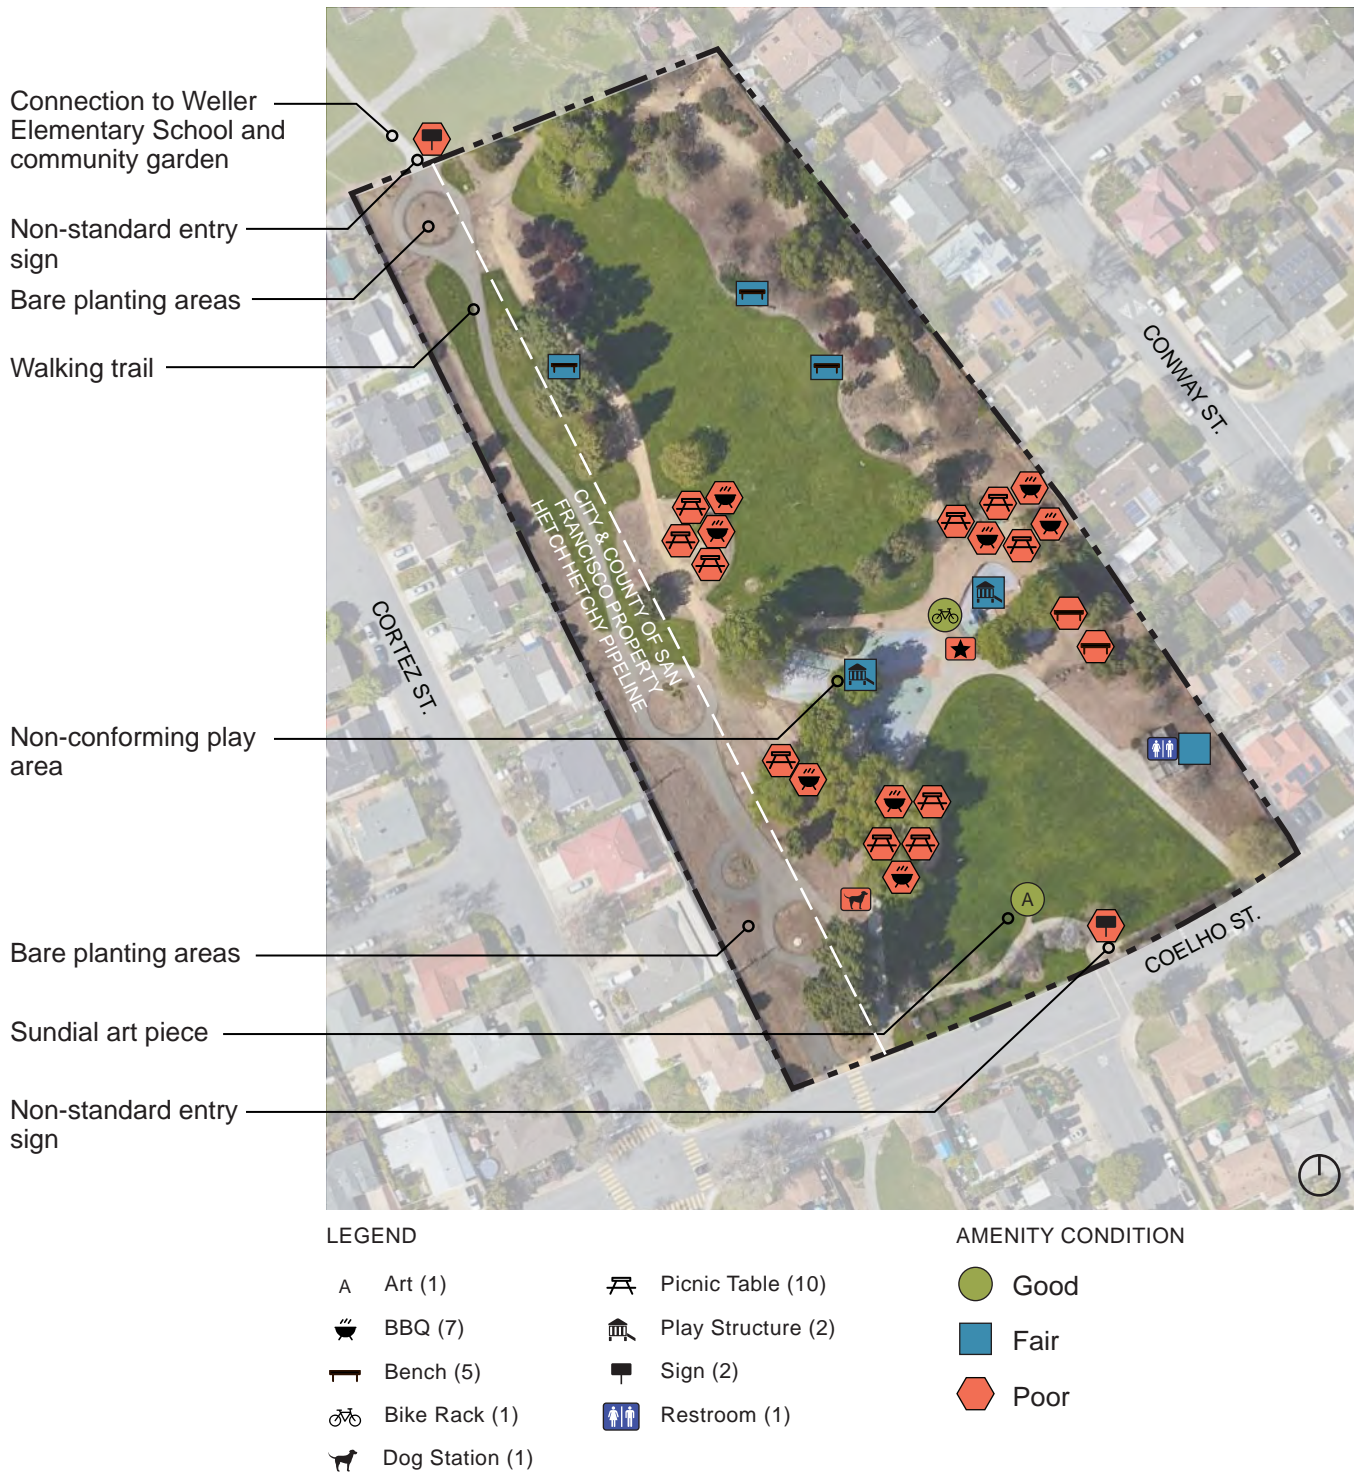 Connection to Weller
Elementary School and
community garden
Non-standard entry
sign
Bare planting areas
Walking trail
Non-conforming play
area
Bare planting areas
Sundial art piece
Non-standard entry
sign
CONWAY ST.
CITY & COUNTY OF SAN
FRANCISCO PROPERTY
HETCH HETCHY PIPELINE
CORTEZ ST.
A
COELHO ST.
LEGEND
A Art (1)
BBQ (7)
Bench (5)
Bike Rack (1)
Dog Station (1)
Picnic Table (10)
Play Structure (2)
Sign (2)
Restroom (1)
AMENITY CONDITION
Good
Fair
Poor